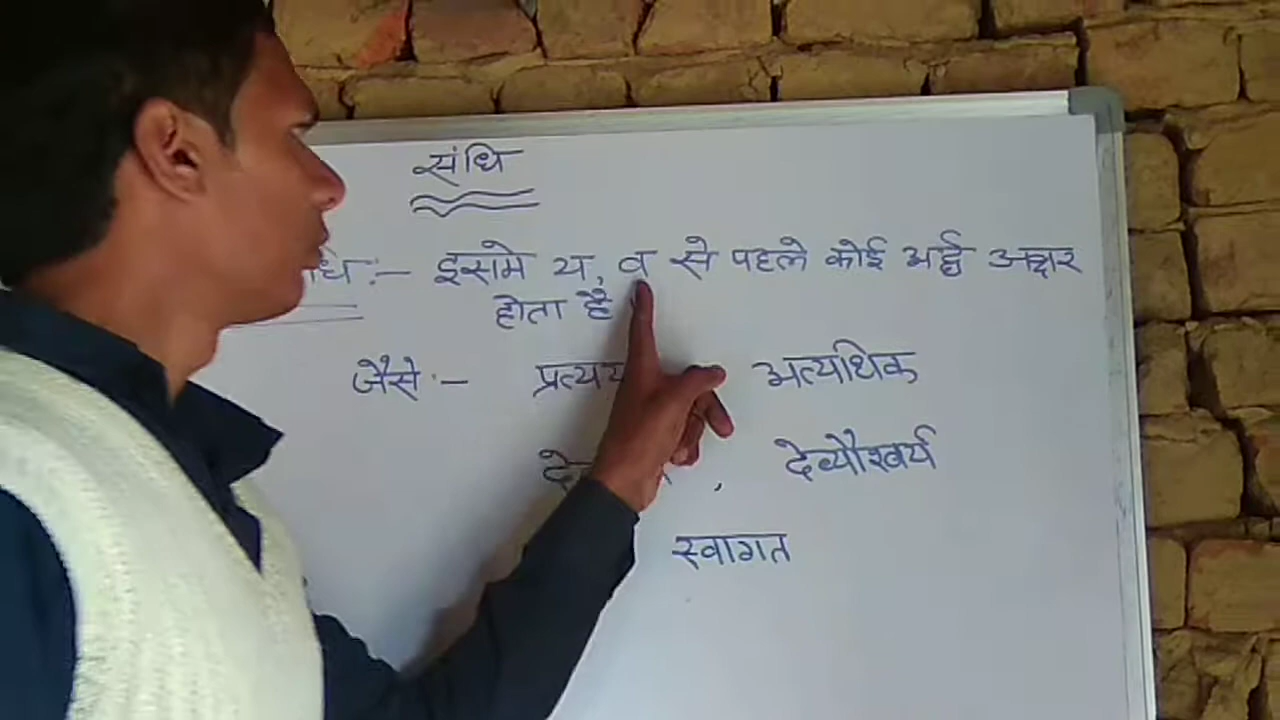 संधि
इसमे य, व से पहले कोई अर्द्ध अक्षर
होता है
जैसे :- अत्यधिक
, देव्यौश्वर्य
स्वागत